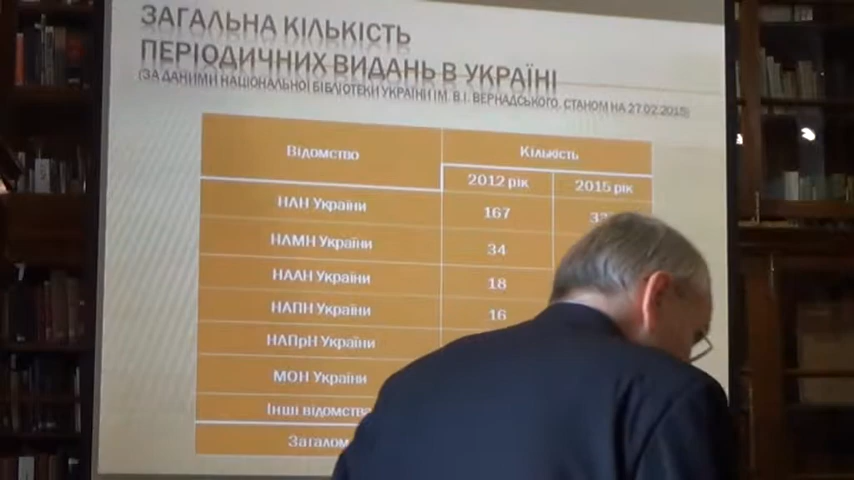 ЗАГАЛЬНА КІЛЬКІСТЬ
ПЕРІОДИЧНИХ ВИДАНЬ В УКРАЇНІ
(ЗА ДАНИМИ НАЦІОНАЛЬНОЇ БІБЛІОТЕКИ УКРАЇНИ ІМ. В.І. ВЕРНАДСЬКОГО, СТАНОМ НА 27.02.2015)
Відомство Кількість
2012 рік 2015 рік
НАН України 167
НАМН України 34
НААН України 18
НАПН України 16
НАПрН України
МОН України
Інші відомства
Загалом